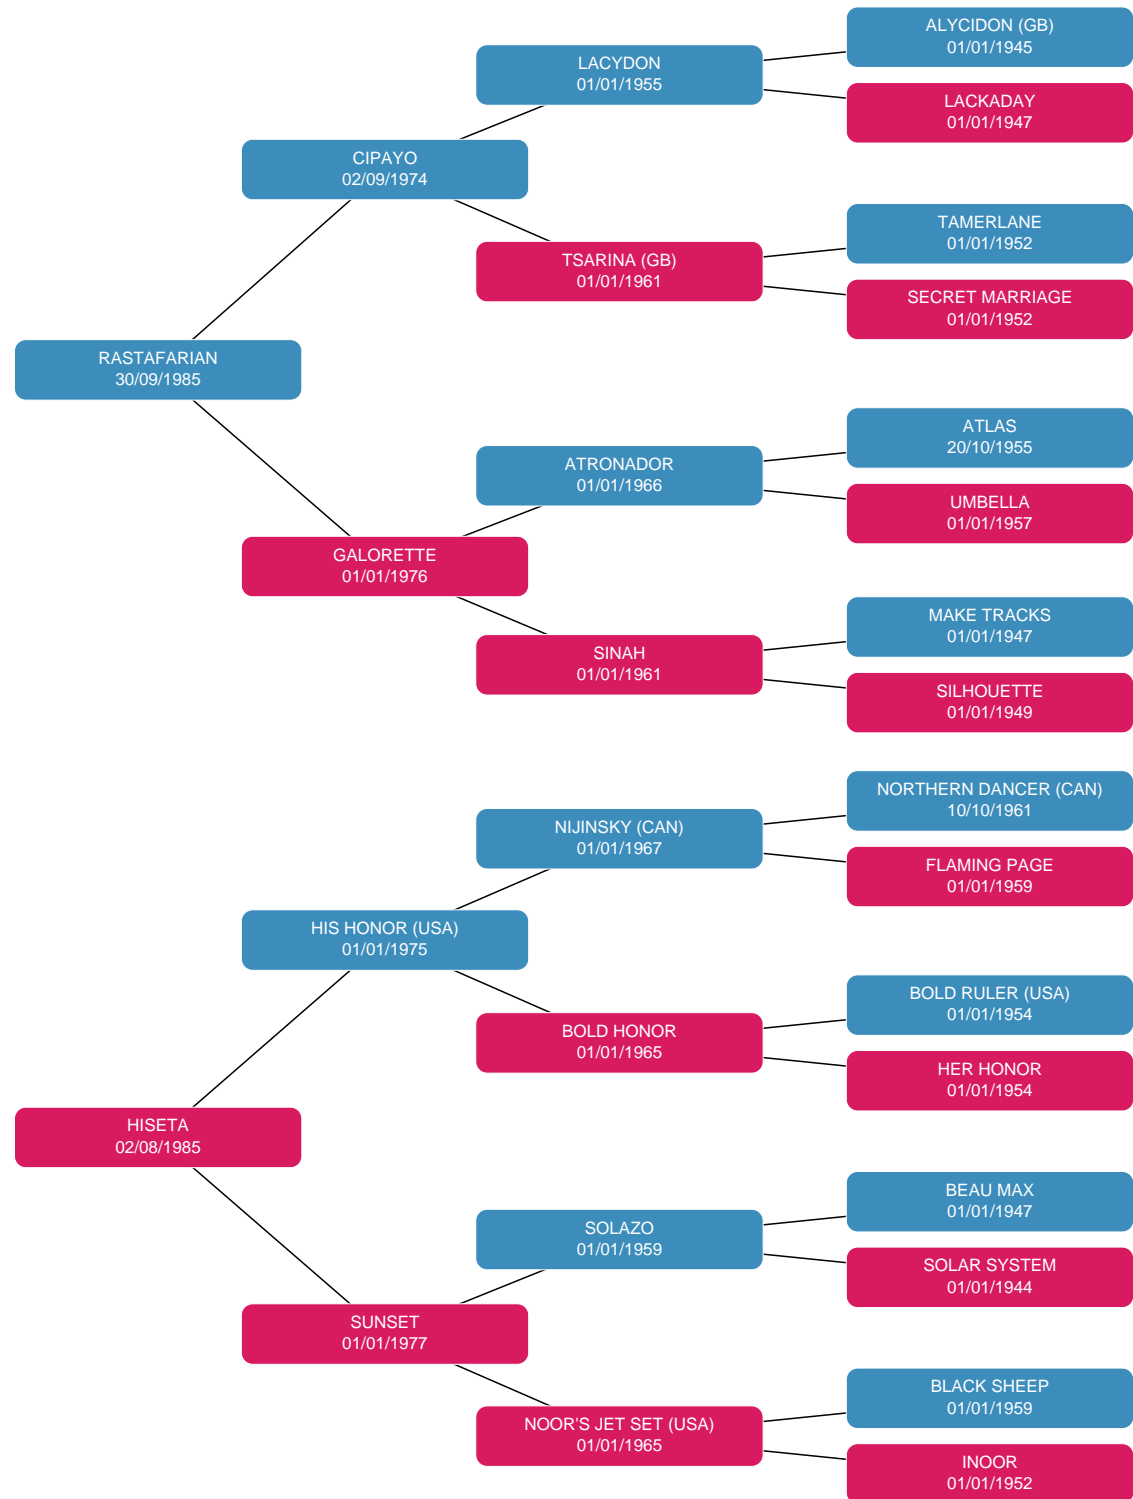 ALYCIDON (GB)
01/01/1945
LACYDON
01/01/1955
LACKADAY
01/01/1947
CIPAYO
02/09/1974
TAMERLANE
01/01/1952
TSARINA (GB)
01/01/1961
SECRET MARRIAGE
01/01/1952
RASTAFARIAN
30/09/1985
ATLAS
20/10/1955
ATRONADOR
01/01/1966
UMBELLA
01/01/1957
GALORETTE
01/01/1976
MAKE TRACKS
01/01/1947
SINAH
01/01/1961
SILHOUETTE
01/01/1949
NORTHERN DANCER (CAN)
10/10/1961
NIJINSKY (CAN)
01/01/1967
FLAMING PAGE
01/01/1959
HIS HONOR (USA)
01/01/1975
BOLD RULER (USA)
01/01/1954
BOLD HONOR
01/01/1965
HER HONOR
01/01/1954
HISETA
02/08/1985
BEAU MAX
01/01/1947
SOLAZO
01/01/1959
SOLAR SYSTEM
01/01/1944
SUNSET
01/01/1977
BLACK SHEEP
01/01/1959
NOOR'S JET SET (USA)
01/01/1965
INOOR
01/01/1952